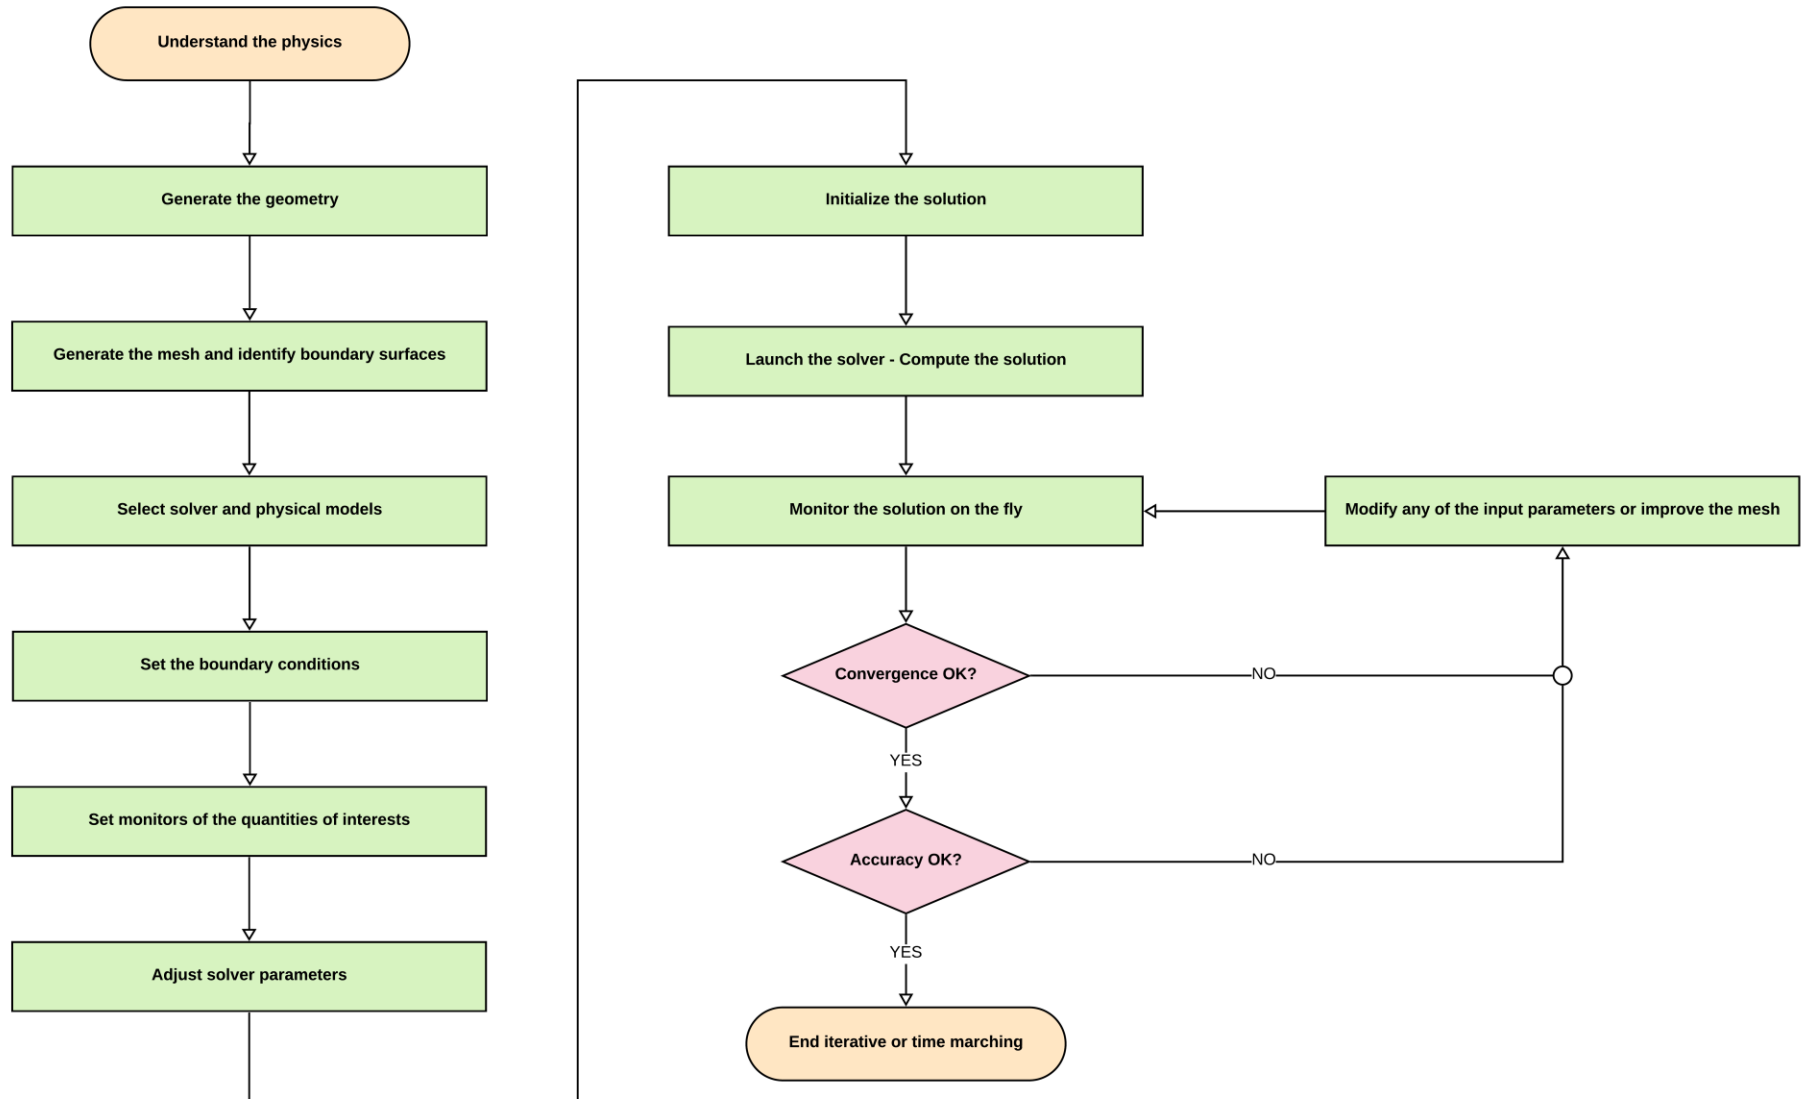 Understand the physics
Generate the geometry
Generate the mesh and identify boundary surfaces
Select solver and physical models
Set the boundary conditions
Set monitors of the quantities of interests
Adjust solver parameters
Initialize the solution
Launch the solver - Compute the solution
Monitor the solution on the fly
Modify any of the input parameters or improve the mesh
Convergence OK?
NO
YES
Accuracy OK?
NO
YES
End iterative or time marching